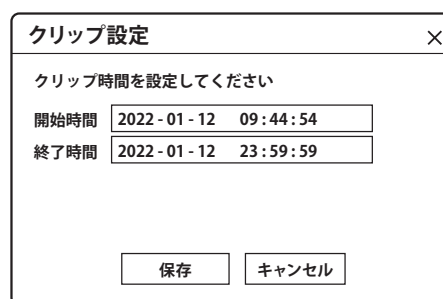 クリップ設定 ×
クリップ時間を設定してください
開始時間 2022 - 01 - 12 09 : 44 : 54
終了時間 2022 - 01 - 12 23 : 59 : 59
保存 キャンセル